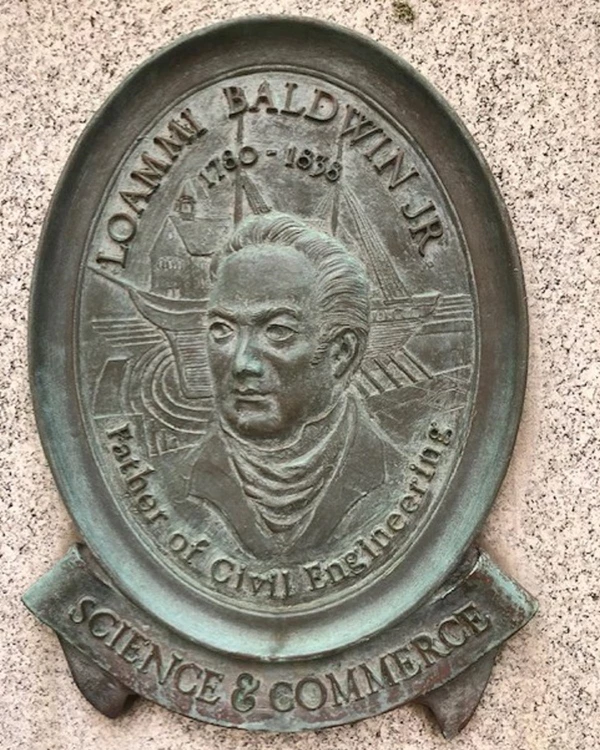 LOAMMI BALDWIN JR.
1780 - 1838
Father of Civil Engineering
SCIENCE & COMMERCE